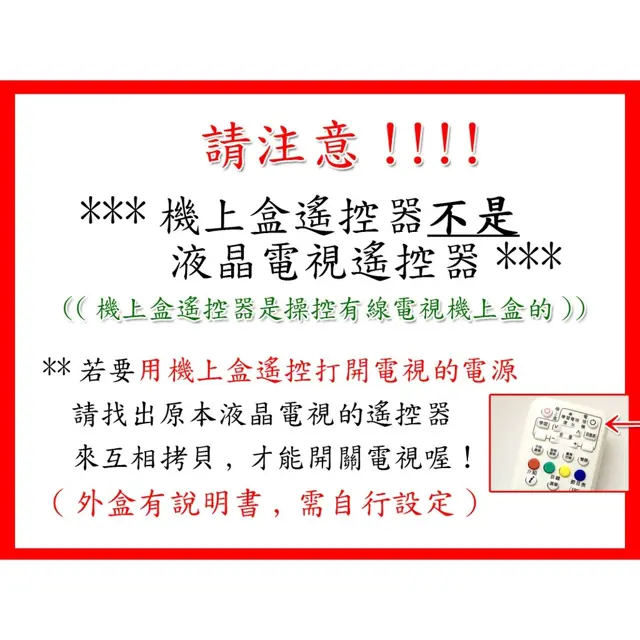 請注意!!!!
*** 機上盒遙控器不是
液晶電視遙控器 ***
(( 機上盒遙控器是操控有線電視機上盒的 ))
** 若要用機上盒遙控打開電視的電源
請找出原本液晶電視的遙控器
來互相拷貝，才能開關電視喔！
( 外盒有說明書，需自行設定 )